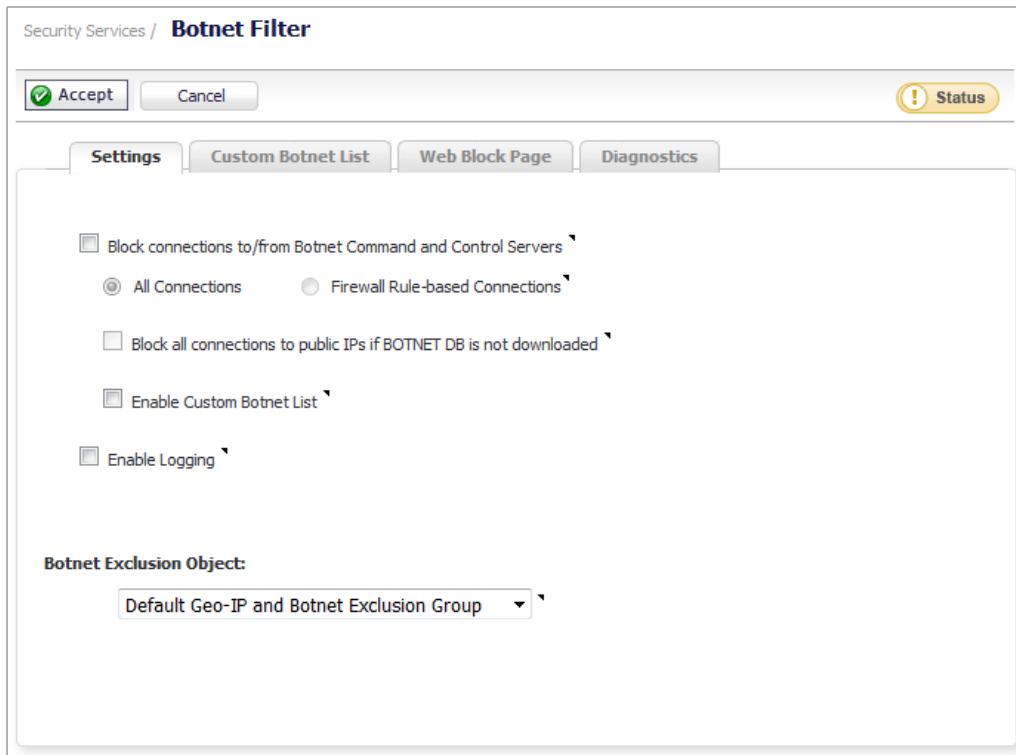 Security Services / Botnet Filter
Accept Cancel Status
Settings Custom Botnet List Web Block Page Diagnostics
Block connections to/from Botnet Command and Control Servers
All Connections Firewall Rule-based Connections
Block all connections to public IPs if BOTNET DB is not downloaded
Enable Custom Botnet List
Enable Logging
Botnet Exclusion Object:
Default Geo-IP and Botnet Exclusion Group